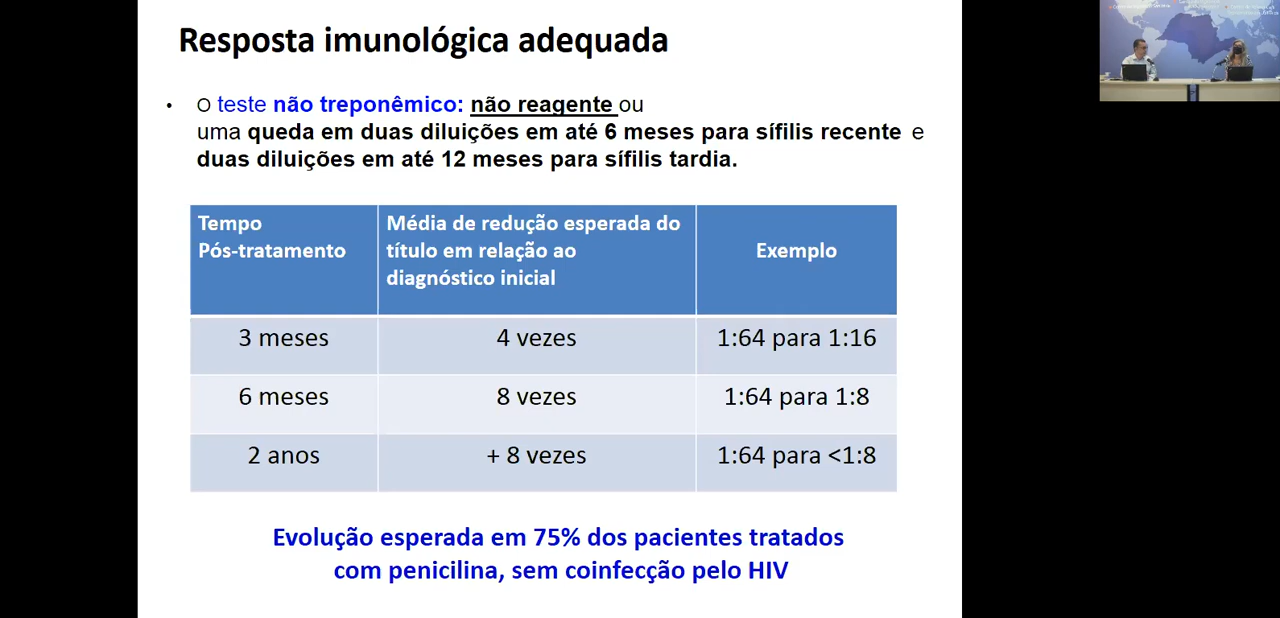 Resposta imunológica adequada
• O teste não treponêmico: não reagente ou
uma queda em duas diluições em até 6 meses para sífilis recente e
duas diluições em até 12 meses para sífilis tardia.
Tempo
Pós-tratamento
Média de redução esperada do
título em relação ao
diagnóstico inicial
Exemplo
3 meses
4 vezes
1:64 para 1:16
6 meses
8 vezes
1:64 para 1:8
2 anos
+ 8 vezes
1:64 para <1:8
Evolução esperada em 75% dos pacientes tratados
com penicilina, sem coinfecção pelo HIV